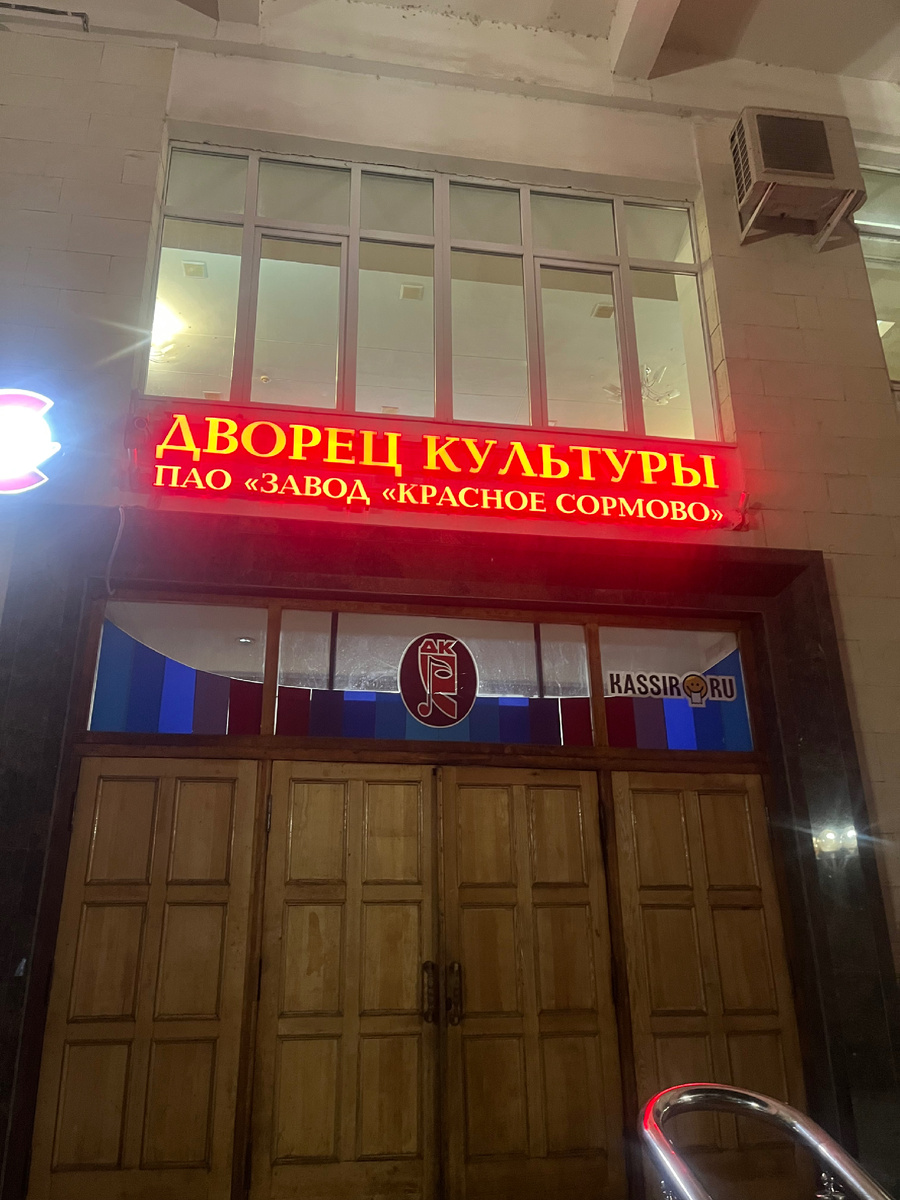 ДВОРЕЦ КУЛЬТУРЫ
ПАО «ЗАВОД «КРАСНОЕ СОРМОВО»
ДК
KASSIR RU